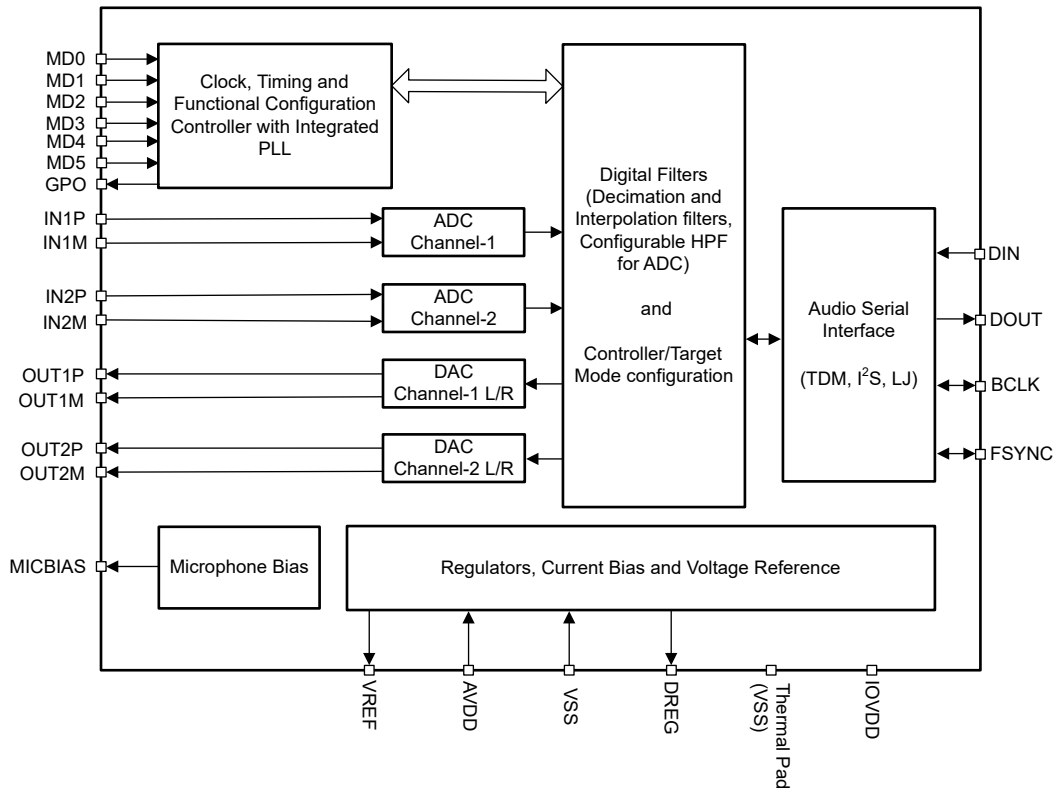 MD0
MD1
MD2
MD3
MD4
MD5
GPO
Clock, Timing and
Functional Configuration
Controller with Integrated
PLL
IN1P
IN1M
ADC
Channel-1
IN2P
IN2M
ADC
Channel-2
OUT1P
OUT1M
DAC
Channel-1 L/R
OUT2P
OUT2M
DAC
Channel-2 L/R
Digital Filters
(Decimation and
Interpolation filters,
Configurable HPF
for ADC)
and
Controller/Target
Mode configuration
Audio Serial
Interface
(TDM, I²S, LJ)
DIN
DOUT
BCLK
FSYNC
MICBIAS
Microphone Bias
Regulators, Current Bias and Voltage Reference
VREF
AVDD
VSS
DREG
Thermal Pad
(VSS)
IOVDD